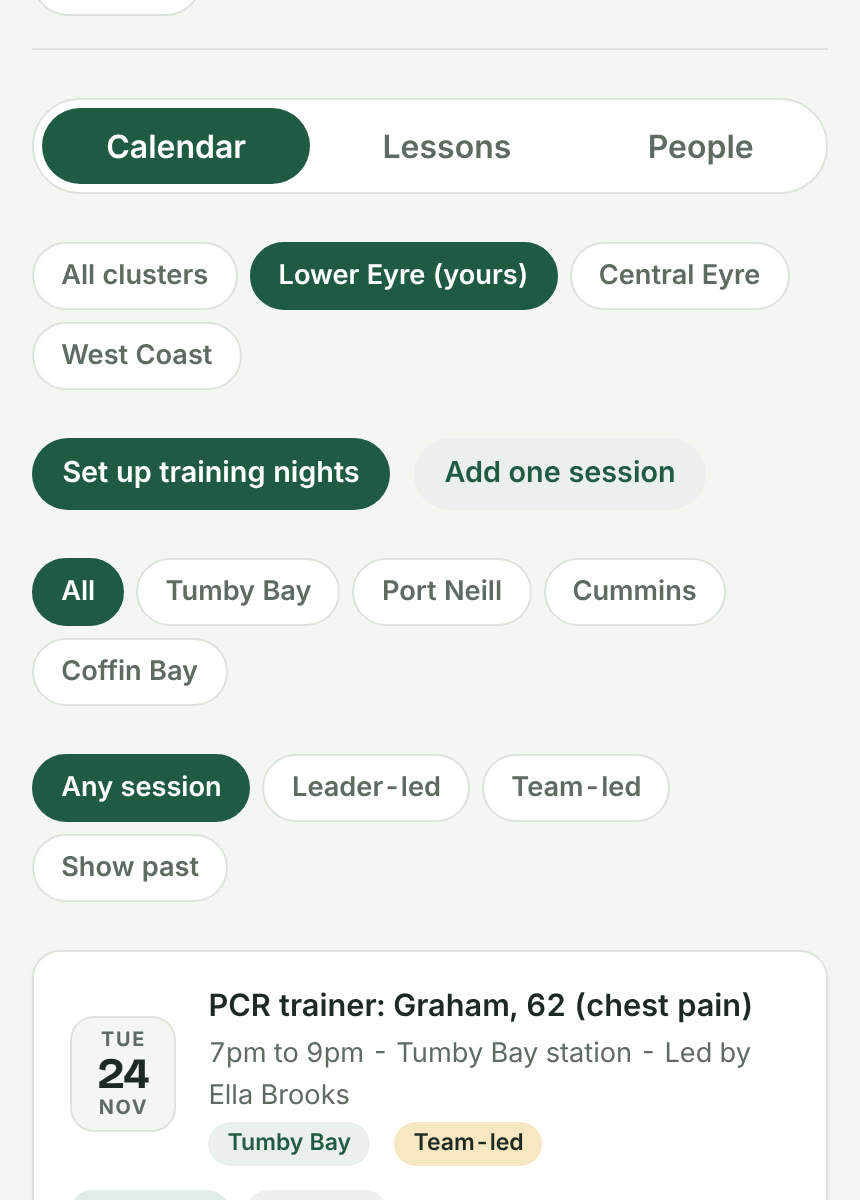 Calendar Lessons People
All clusters Lower Eyre (yours) Central Eyre
West Coast
Set up training nights Add one session
All Tumby Bay Port Neill Cummins
Coffin Bay
Any session Leader-led Team-led
Show past
PCR trainer: Graham, 62 (chest pain)
TUE
24
NOV
7pm to 9pm - Tumby Bay station - Led by
Ella Brooks
Tumby Bay Team-led